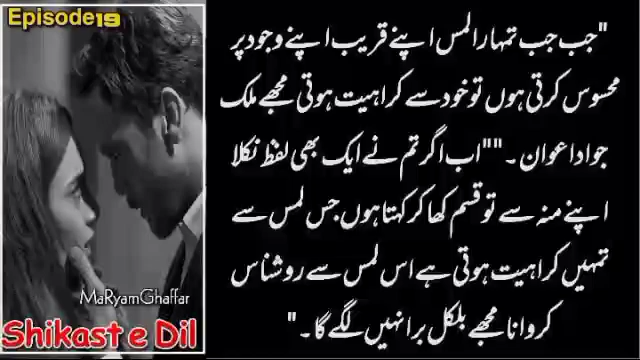 Episode19
"جب جب تمہارا لمس اپنے قریب اپنے وجود پر
محسوس کرتی ہوں تو خود سے کراہیت ہوتی مجھے ملک
جواد اعوان۔""اب اگر تم نے ایک بھی لفظ نکلا
اپنے منہ سے تو قسم کھا کر کہتا ہوں جس لمس سے
تمہیں کراہیت ہوتی ہے اس لمس سے روشناس
کروانا مجھے بلکل برا نہیں لگے گا۔"
MaRyamGhaffar
Shikast e Dil